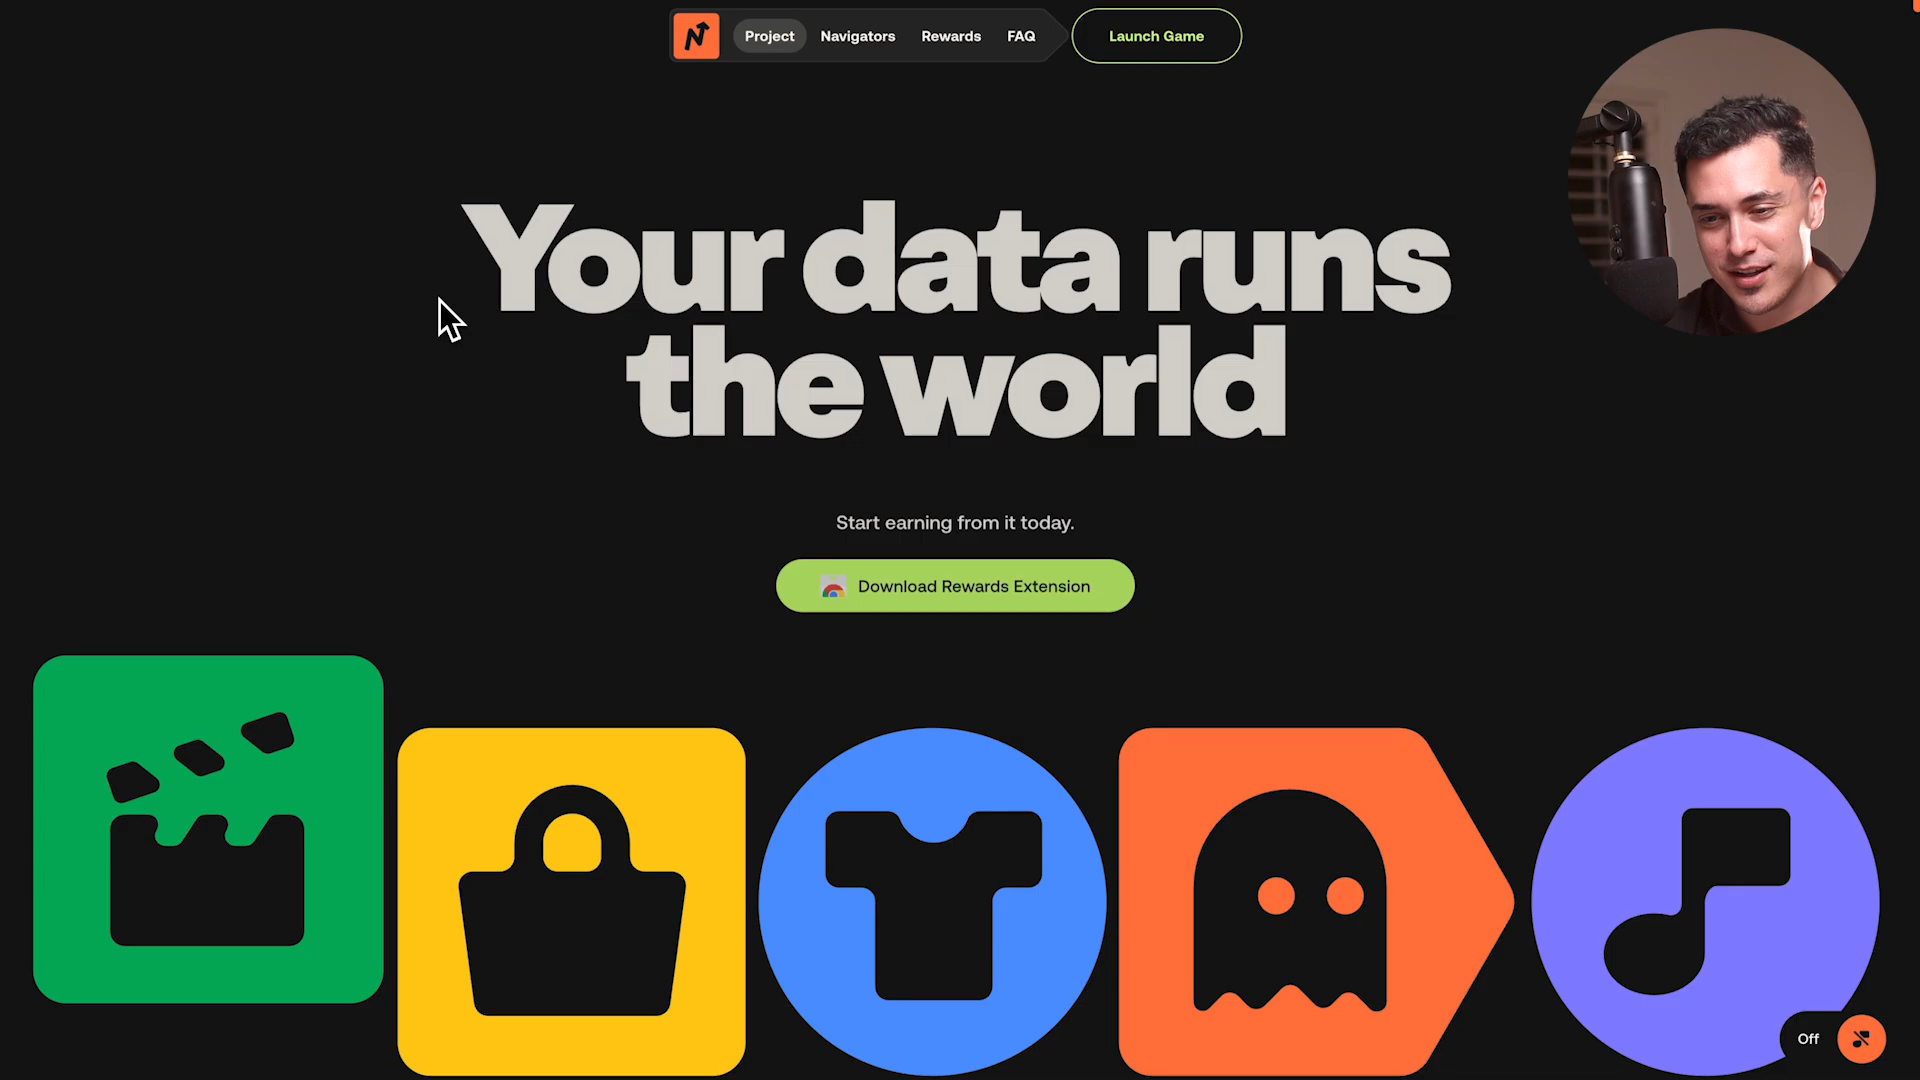 Project Navigators Rewards FAQ Launch Game
Your data runs
the world
Start earning from it today.
Download Rewards Extension
Off